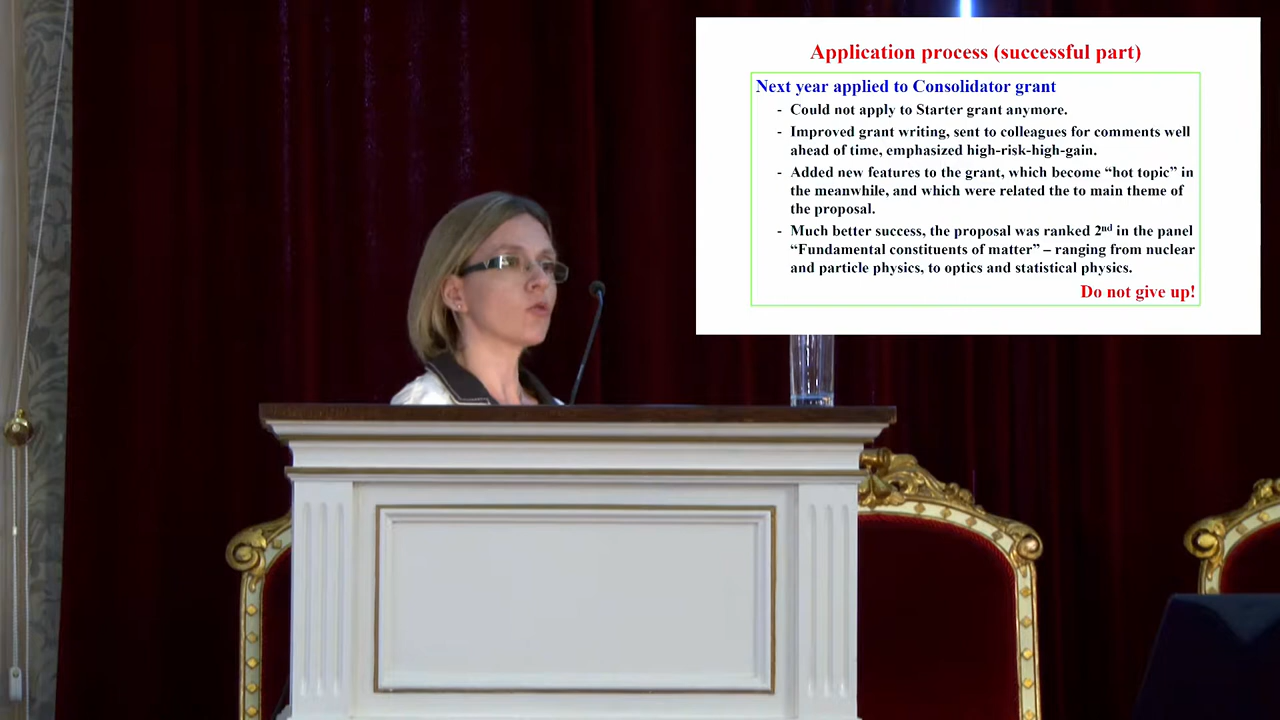 Application process (successful part)
Next year applied to Consolidator grant
- Could not apply to Starter grant anymore.
- Improved grant writing, sent to colleagues for comments well
ahead of time, emphasized high-risk-high-gain.
- Added new features to the grant, which become “hot topic” in
the meanwhile, and which were related the to main theme of
the proposal.
- Much better success, the proposal was ranked 2nd in the panel
“Fundamental constituents of matter” – ranging from nuclear
and particle physics, to optics and statistical physics.
Do not give up!